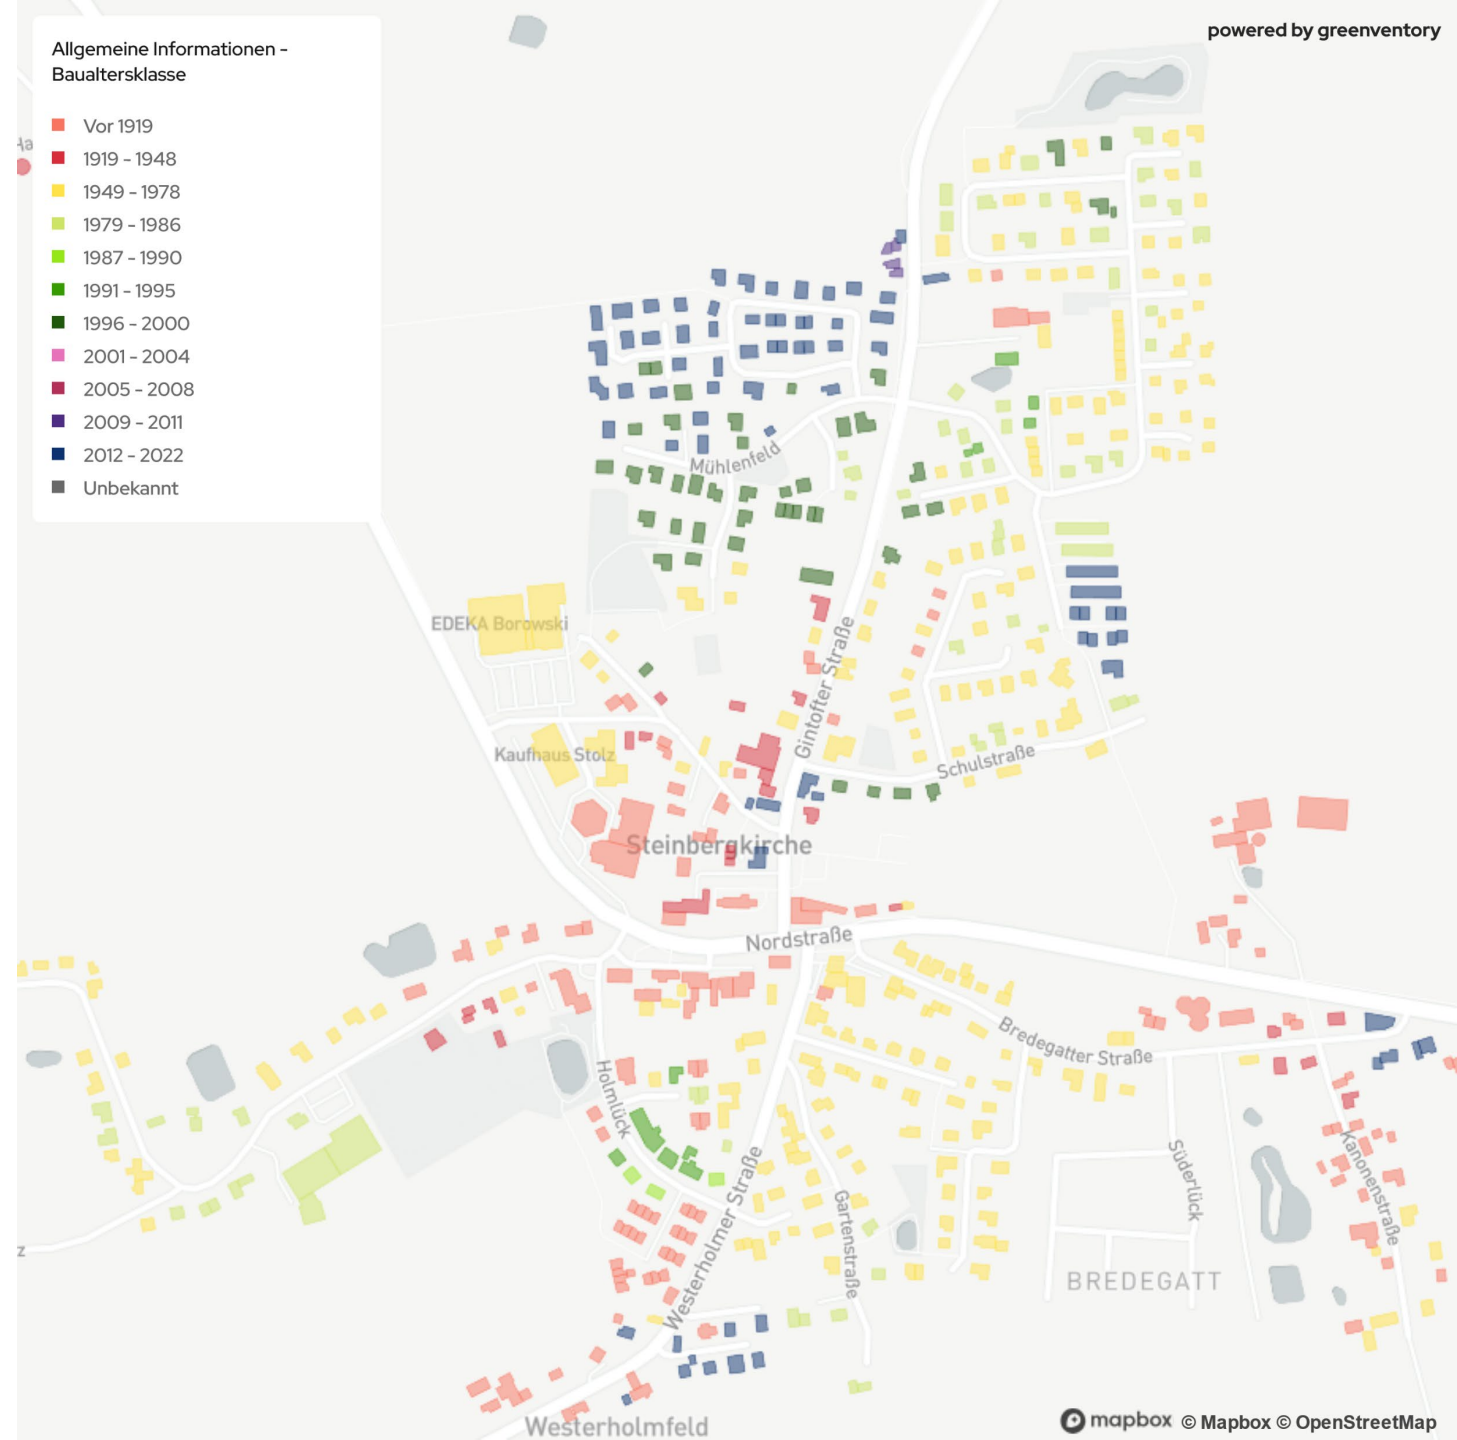 Allgemeine Informationen -
Baualtersklasse
powered by greenventory
Vor 1919
1919 - 1948
1949 - 1978
1979 - 1986
1987 - 1990
1991 - 1995
1996 - 2000
2001 - 2004
2005 - 2008
2009 - 2011
2012 - 2022
Unbekannt
Ha
Mühlenfeld
EDEKA Borowski
Gintofter Straße
Kaufhaus Stolz
Schulstraße
Steinbergkirche
Nordstraße
Bredegatter Straße
Holmlück
Kanonenstraße
Süderlück
Westerholmer Straße
Gartenstraße
z
BREDEGATT
Westerholmfeld
mapbox © Mapbox © OpenStreetMap